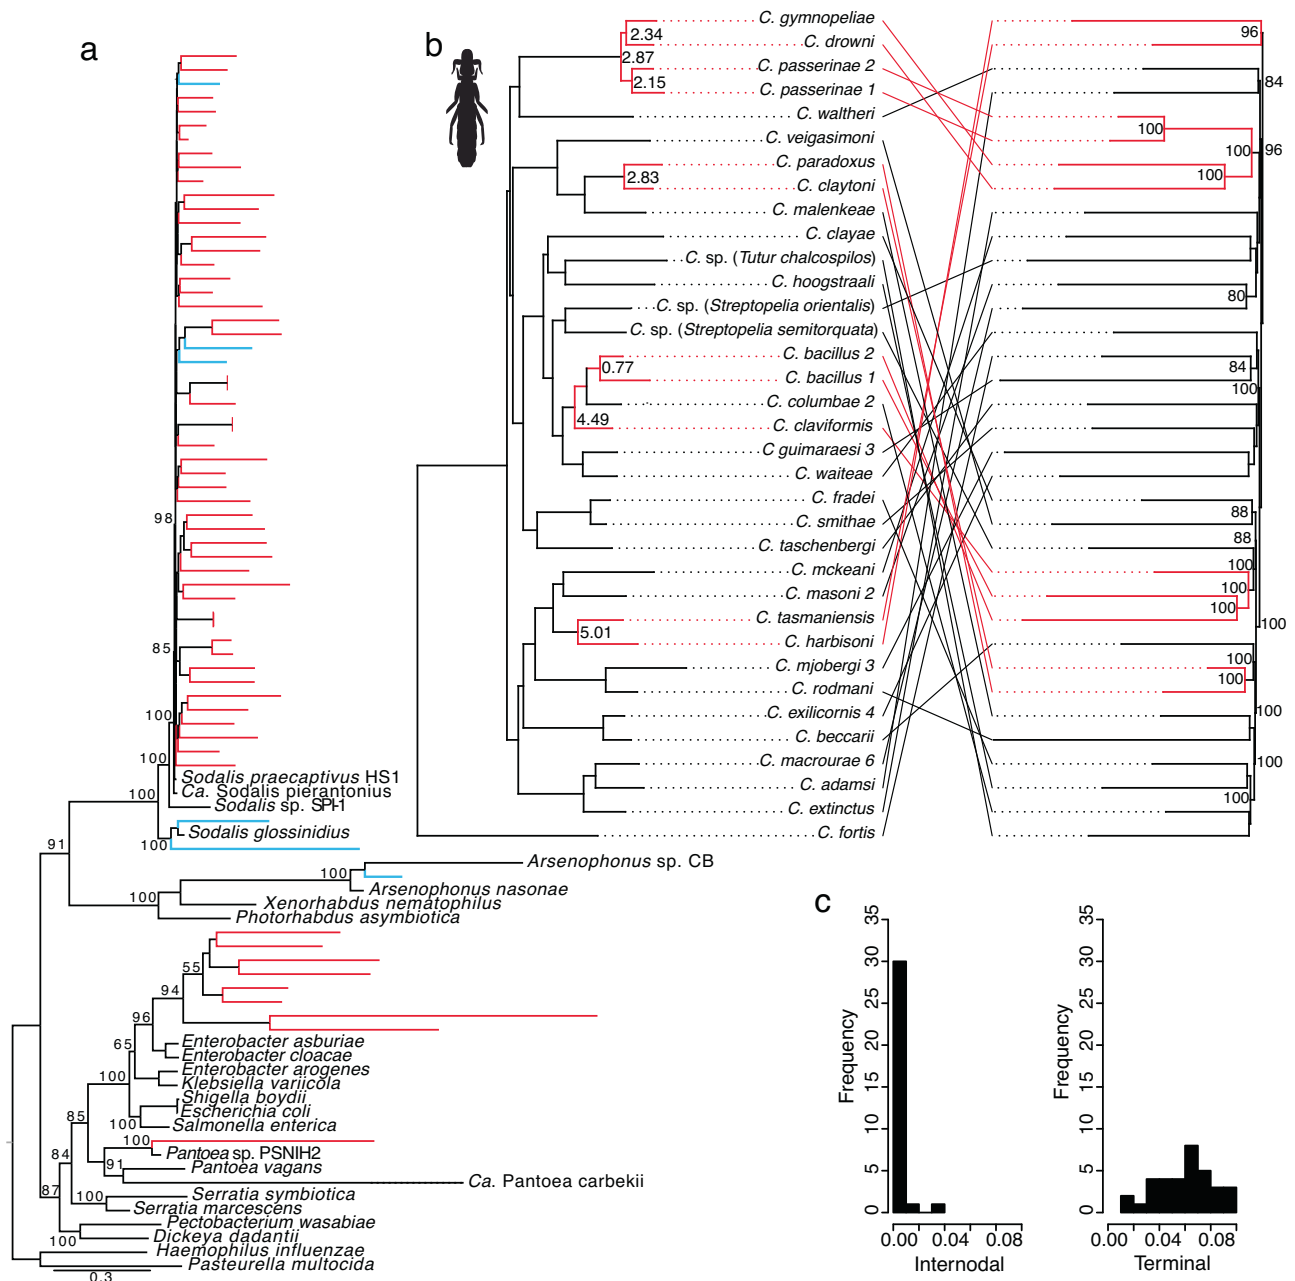 a
98
85
100
100
100
Sodalis praecaptivus HS1
Ca. Sodalis pierantonius
Sodalis sp. SPI-1
Sodalis glossinidius
100
91
100
Arsenophonus sp. CB
Arsenophonus nasonae
100
Xenorhabdus nematophilus
Photorhabdus asymbiotica
55
94
96
65
Enterobacter asburiae
Enterobacter cloacae
Enterobacter arogenes
Klebsiella variicola
100
Shigella boydii
Escherichia coli
100
Salmonella enterica
85
100
Pantoea sp. PSNIH2
84
91
Pantoea vagans
Ca. Pantoea carbekii
87
100
Serratia symbiotica
Serratia marcescens
Pectobacterium wasabiae
100
Dickeya dadantii
Haemophilus influenzae
Pasteurella multocida
0.3
b
C. gymnopeliae
C. drowni
C. passerinae 2
C. passerinae 1
C. waltheri
C. veigasimoni
C. paradoxus
C. claytoni
C. malenkeae
C. clayae
C. sp. (Tutur chalcospilos)
C. hoogstraali
C. sp. (Streptopelia orientalis)
C. sp. (Streptopelia semitorquata)
C. bacillus 2
C. bacillus 1
C. columbae 2
C. claviformis
C guimaraesi 3
C. waiteae
C. fradei
C. smithae
C. taschenbergi
C. mckeani
C. masoni 2
C. tasmaniensis
C. harbisoni
C. mjobergi 3
C. rodmani
C. exilicornis 4
C. beccarii
C. macrourae 6
C. adamsi
C. extinctus
C. fortis
2.34
2.87
2.15
2.83
0.77
4.49
5.01
96
84
100
100
96
100
80
84
100
88
88
100
100
100
100
100
100
100
100
100
c
Frequency
0
5
10
15
20
25
30
35
0.00
0.04
0.08
Internodal
Frequency
0
5
10
15
20
25
30
35
0.00
0.04
0.08
Terminal